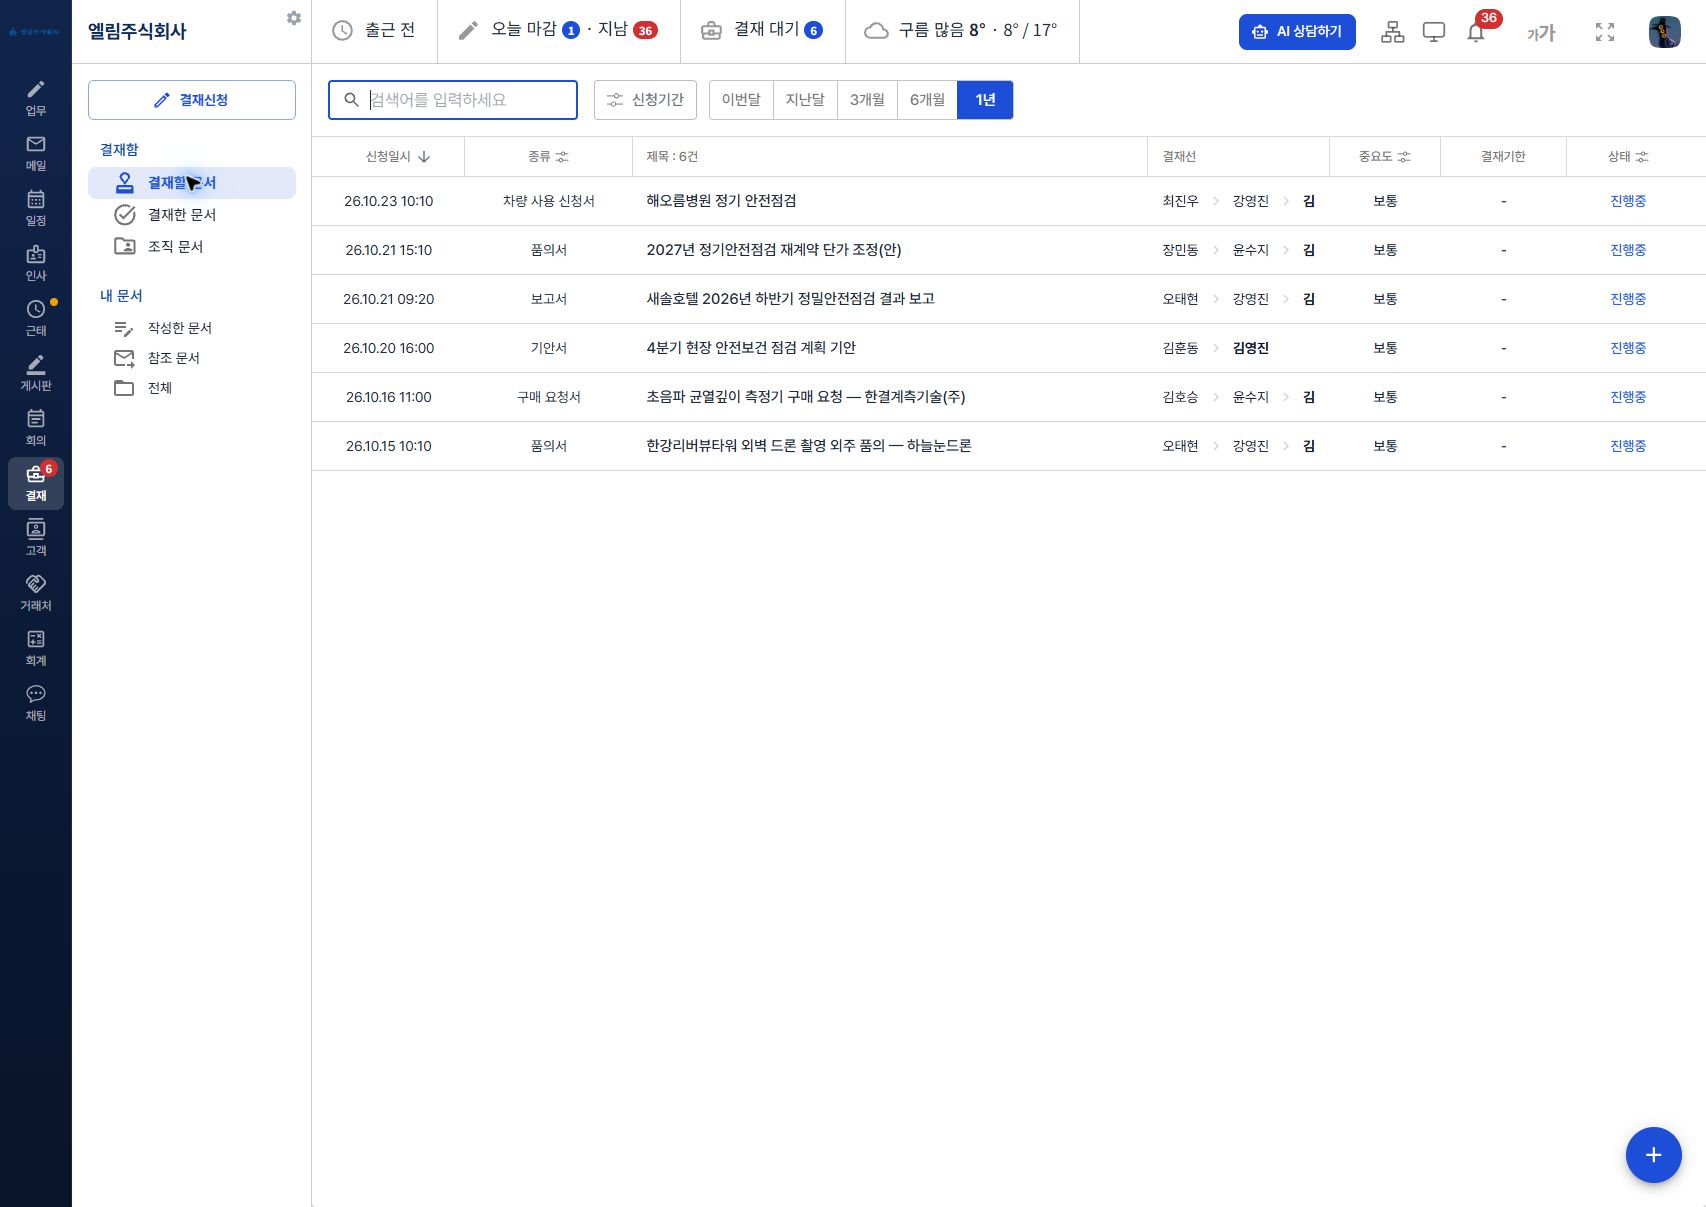 엘림주식회사
엘림주식회사
출근 전
오늘 마감 1 · 지남 36
결재 대기 6
구름 많음 8° · 8° / 17°
AI 상담하기
36
가가
업무
메일
일정
인사
근태
게시판
회의
6
결재
고객
거래처
회계
채팅
결재신청
결재함
결재할 문서
결재한 문서
조직 문서
내 문서
작성한 문서
참조 문서
전체
검색어를 입력하세요
신청기간
이번달 지난달 3개월 6개월 1년
신청일시 종류 제목 : 6건 결재선 중요도 결재기한 상태
26.10.23 10:10 차량 사용 신청서 해오름병원 정기 안전점검 최진우 강영진 김 보통 - 진행중
26.10.21 15:10 품의서 2027년 정기안전점검 재계약 단가 조정(안) 장민동 윤수지 김 보통 - 진행중
26.10.21 09:20 보고서 새솔호텔 2026년 하반기 정밀안전점검 결과 보고 오태현 강영진 김 보통 - 진행중
26.10.20 16:00 기안서 4분기 현장 안전보건 점검 계획 기안 김훈동 김영진 보통 - 진행중
26.10.16 11:00 구매 요청서 초음파 균열깊이 측정기 구매 요청 — 한결계측기술(주) 김호승 윤수지 김 보통 - 진행중
26.10.15 10:10 품의서 한강리버뷰타워 외벽 드론 촬영 외주 품의 — 하늘눈드론 오태현 강영진 김 보통 - 진행중